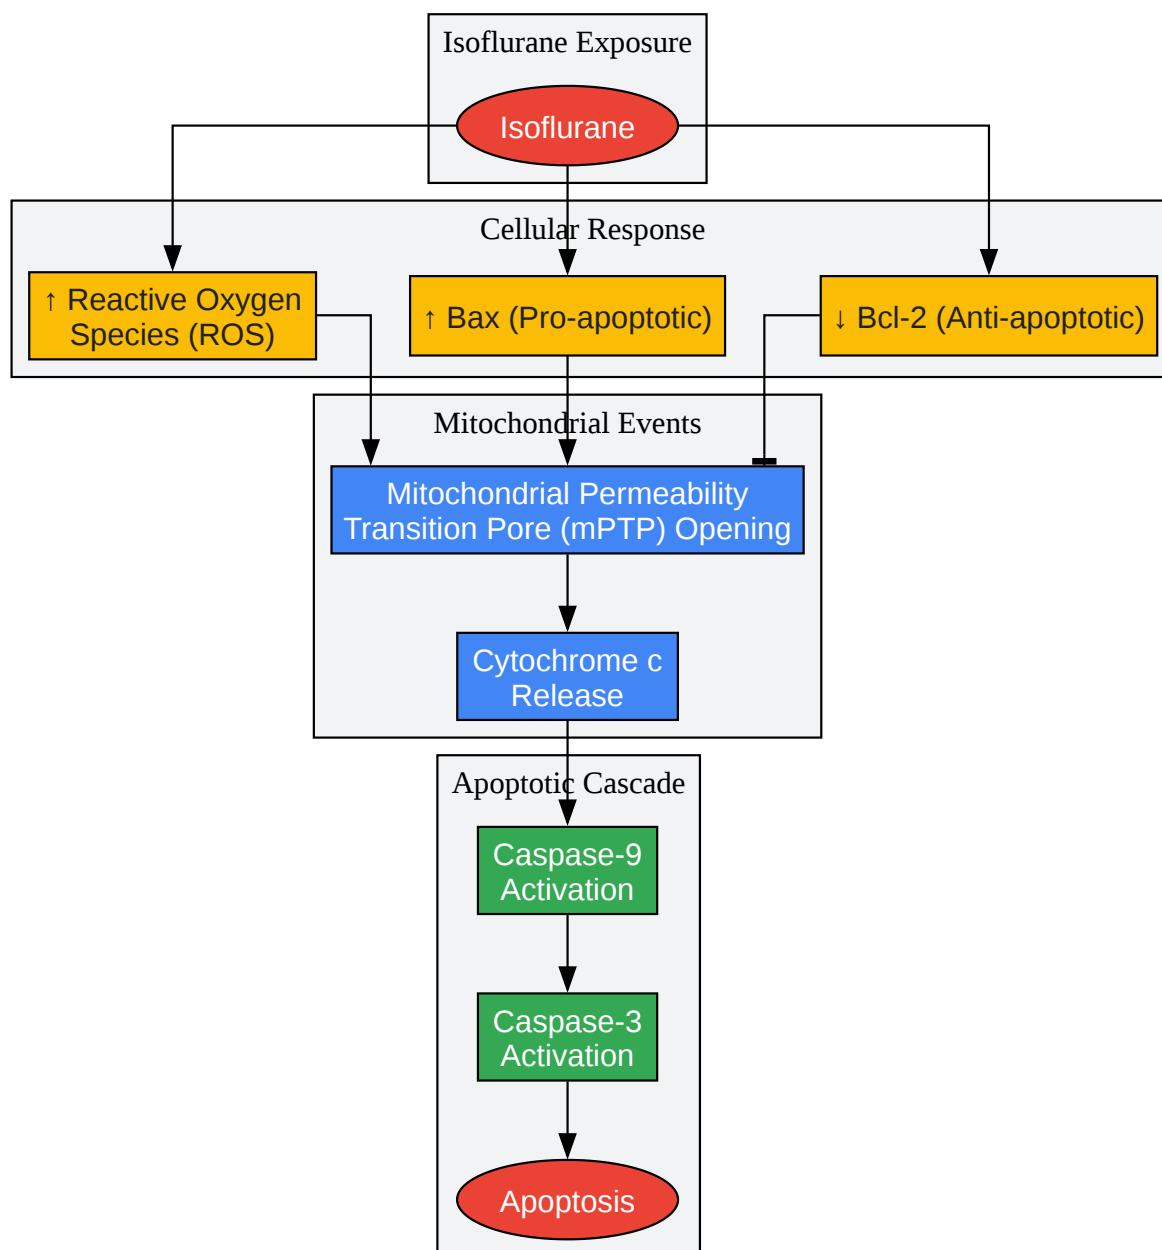 Isoflurane Exposure
Isoflurane
Cellular Response
↑ Reactive Oxygen
Species (ROS)
↑ Bax (Pro-apoptotic)
↓ Bcl-2 (Anti-apoptotic)
Mitochondrial Events
Mitochondrial Permeability
Transition Pore (mPTP) Opening
Cytochrome c
Release
Apoptotic Cascade
Caspase-9
Activation
Caspase-3
Activation
Apoptosis